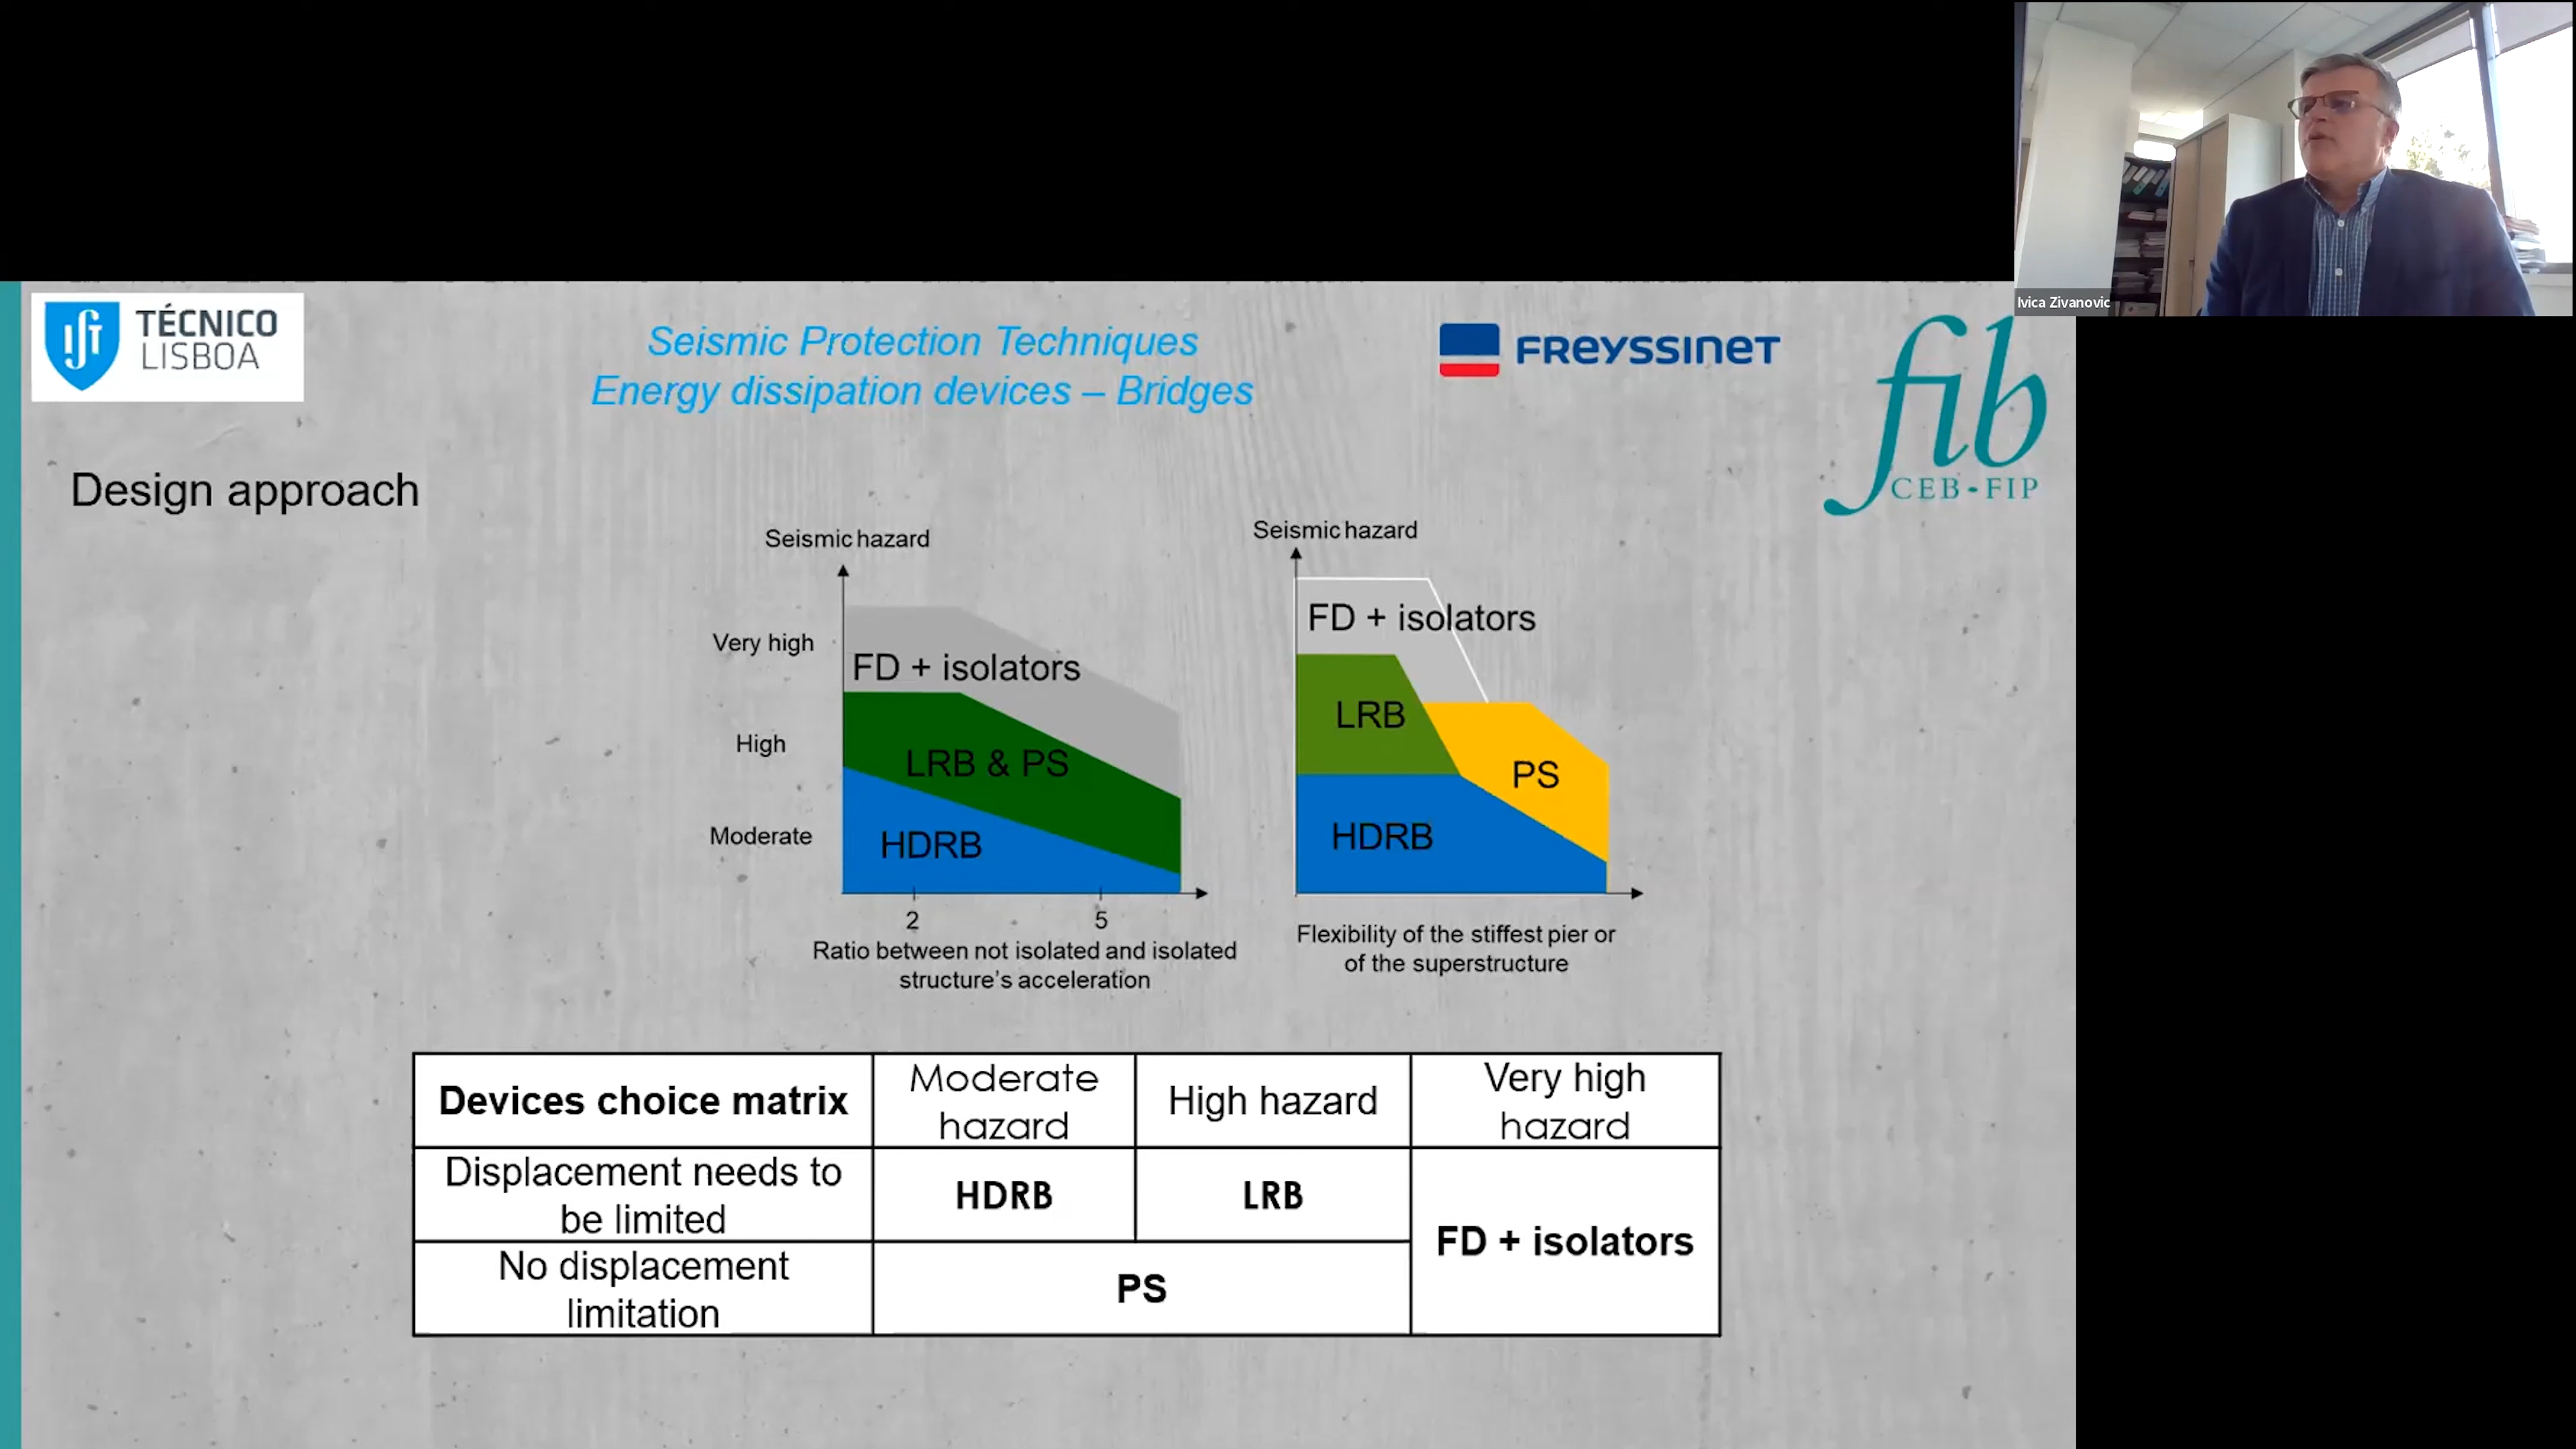 Ivica Zivanovic
TÉCNICO
LISBOA
Seismic Protection Techniques
Energy dissipation devices – Bridges
FREYSSINET
fib
CEB-FIP
Design approach
Seismic hazard
Very high
High
Moderate
FD + isolators
LRB & PS
HDRB
2
5
Ratio between not isolated and isolated
structure's acceleration
Seismic hazard
FD + isolators
LRB
PS
HDRB
Flexibility of the stiffest pier or
of the superstructure
Devices choice matrix
Moderate
hazard
High hazard
Very high
hazard
Displacement needs to
be limited
HDRB
LRB
FD + isolators
No displacement
limitation
PS